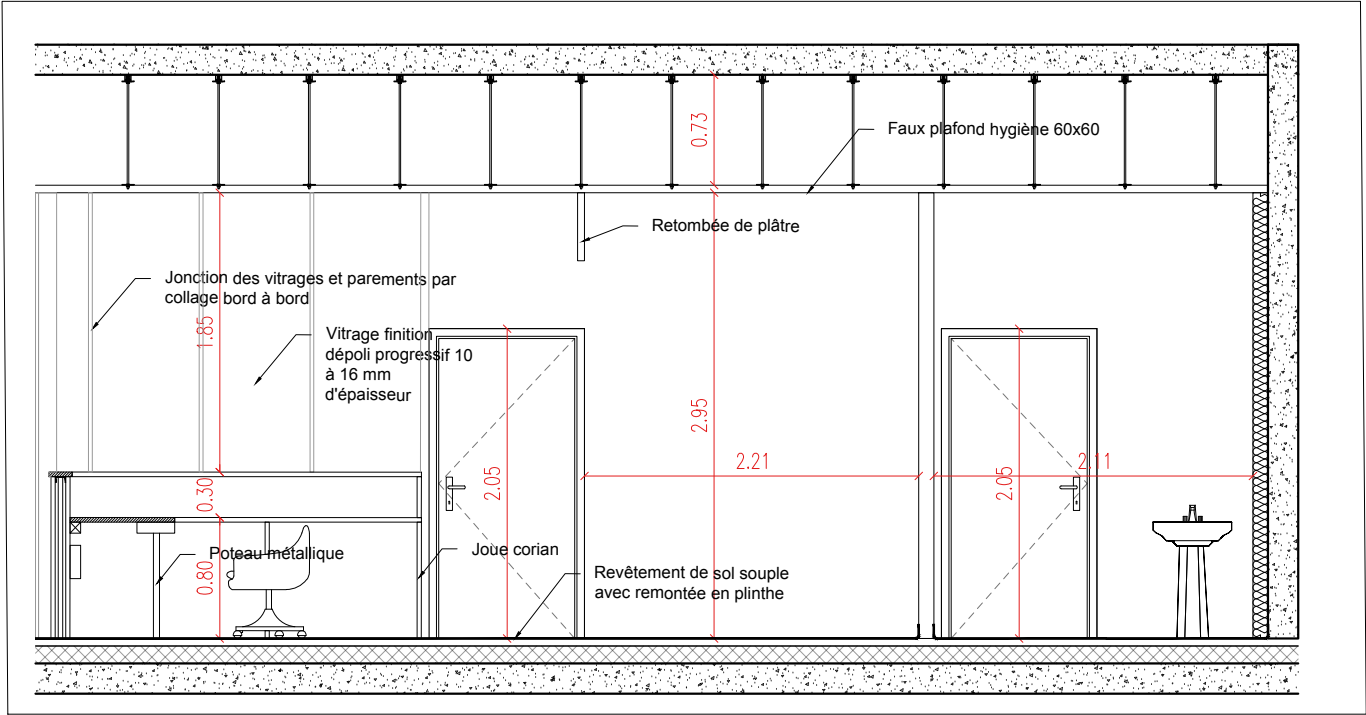 0.73
Faux plafond hygiène 60x60
Retombée de plâtre
Jonction des vitrages et parements par
collage bord à bord
1.85
Vitrage finition
dépoli progressif 10
à 16 mm
d'épaisseur
2.95
2.05
2.21
2.05
2.11
0.30
0.80
Poteau métallique
Joue corian
Revêtement de sol souple
avec remontée en plinthe